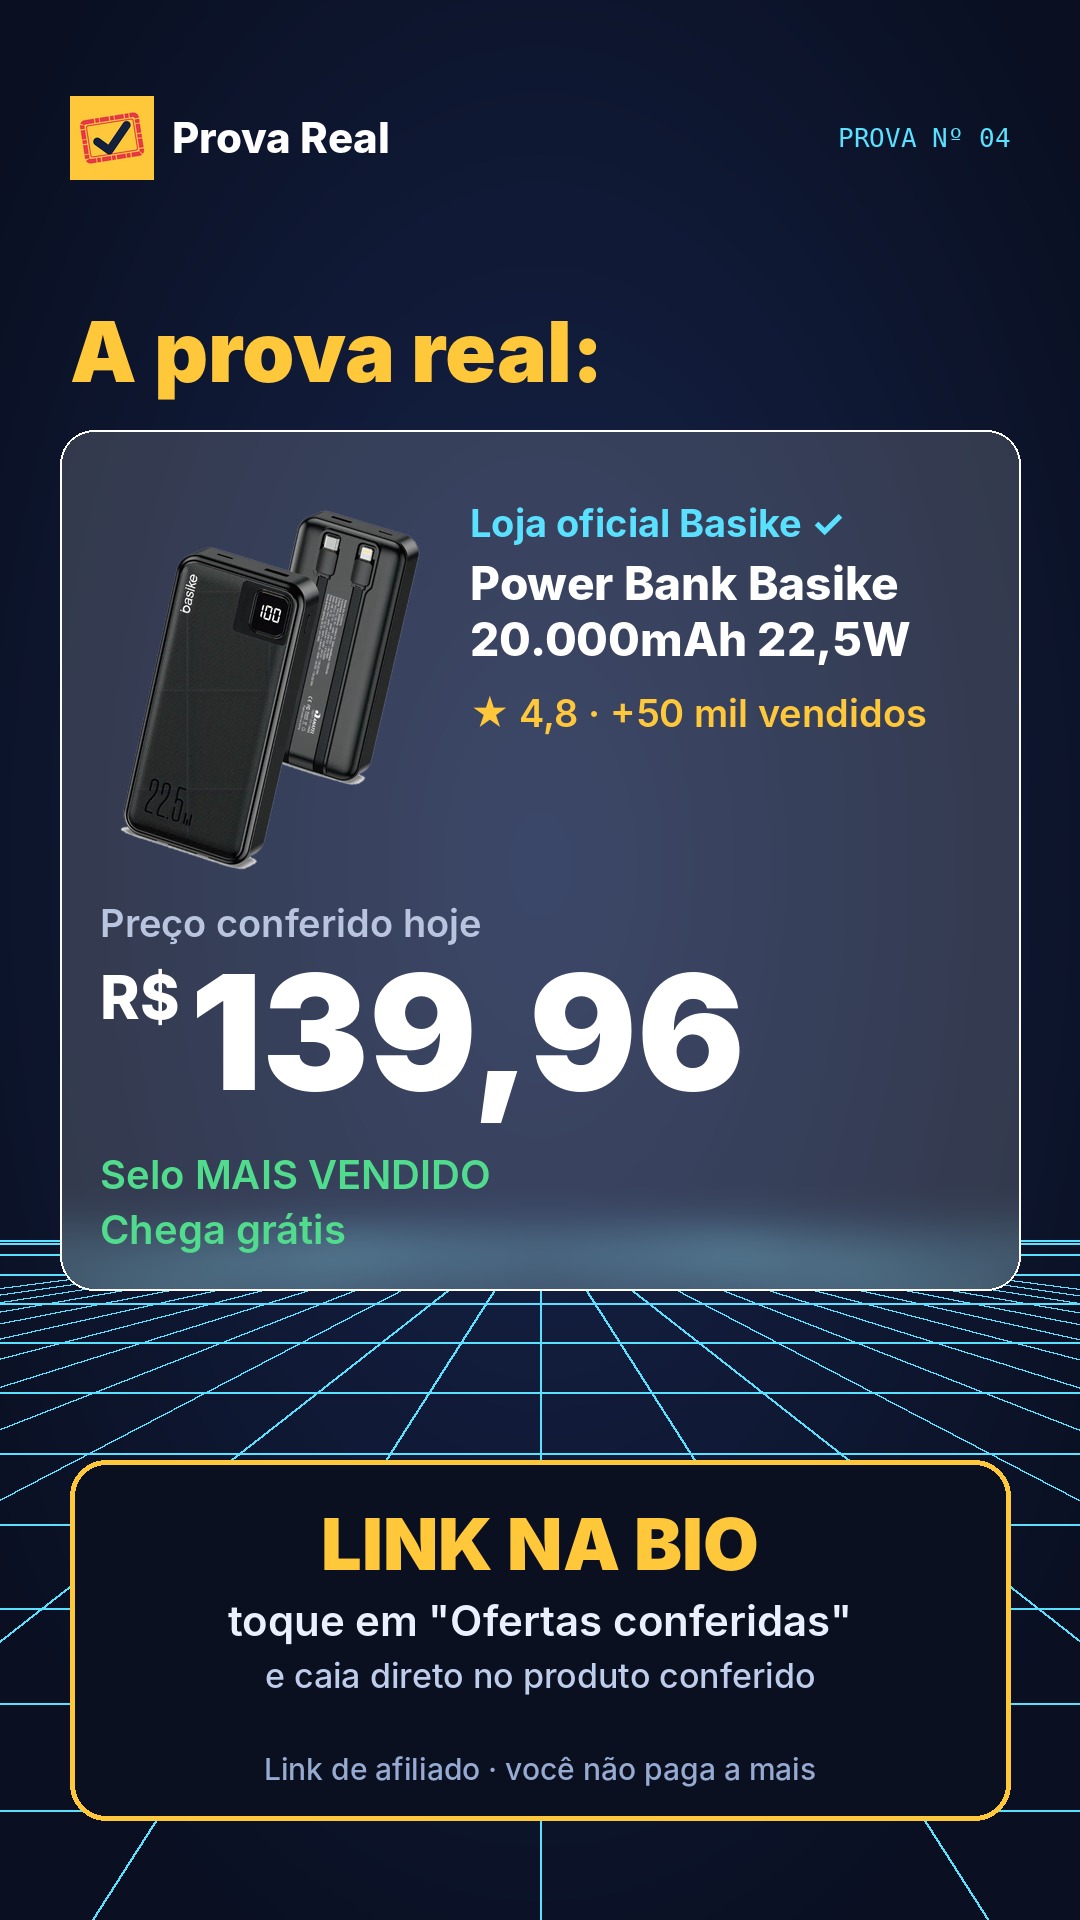 Prova Real
PROVA Nº 04
A prova real:
Loja oficial Basike ✓
Power Bank Basike
20.000mAh 22,5W
★ 4,8 · +50 mil vendidos
basike
100
22.5W
Preço conferido hoje
R$ 139,96
Selo MAIS VENDIDO
Chega grátis
LINK NA BIO
toque em "Ofertas conferidas"
e caia direto no produto conferido
Link de afiliado · você não paga a mais